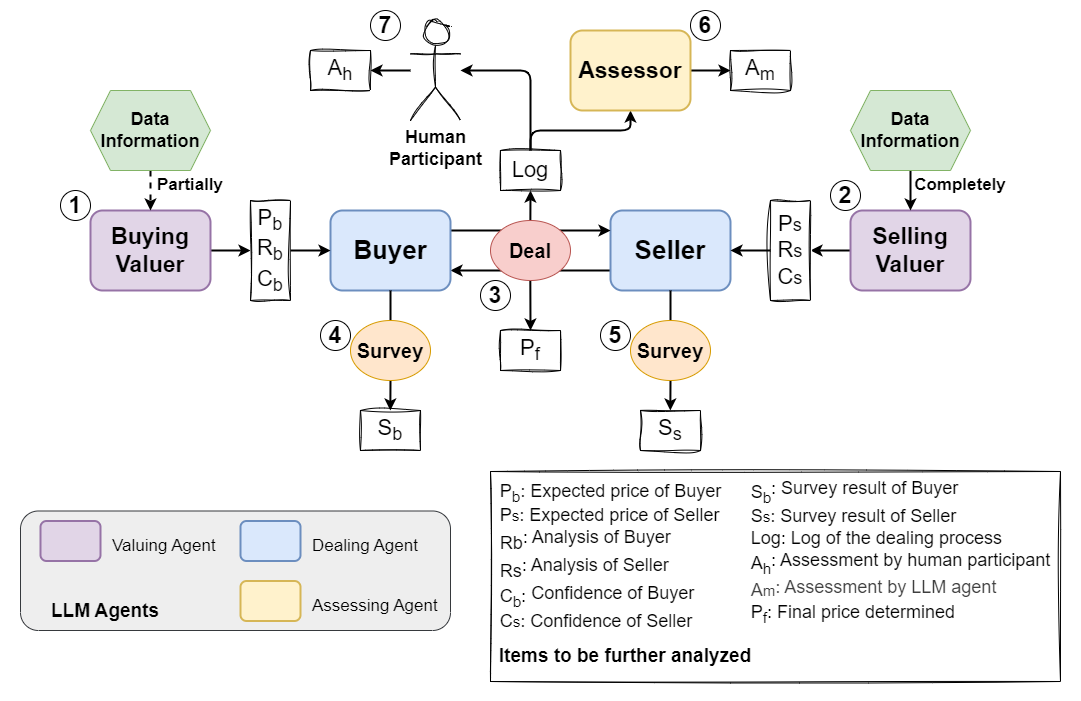 7
6
A_h
Assessor
A_m
Human
Participant
Data
Information
Data
Information
Partially
Completely
Log
1
2
Buying
Valuer
P_b
R_b
C_b
Buyer
Deal
Seller
Ps
Rs
Cs
Selling
Valuer
3
4
Survey
P_f
5
Survey
S_b
S_s
Valuing Agent
Dealing Agent
LLM Agents
Assessing Agent
P_b: Expected price of Buyer
Ps: Expected price of Seller
Rb: Analysis of Buyer
Rs: Analysis of Seller
C_b: Confidence of Buyer
Cs: Confidence of Seller
S_b: Survey result of Buyer
Ss: Survey result of Seller
Log: Log of the dealing process
A_h: Assessment by human participant
Am: Assessment by LLM agent
P_f: Final price determined
Items to be further analyzed